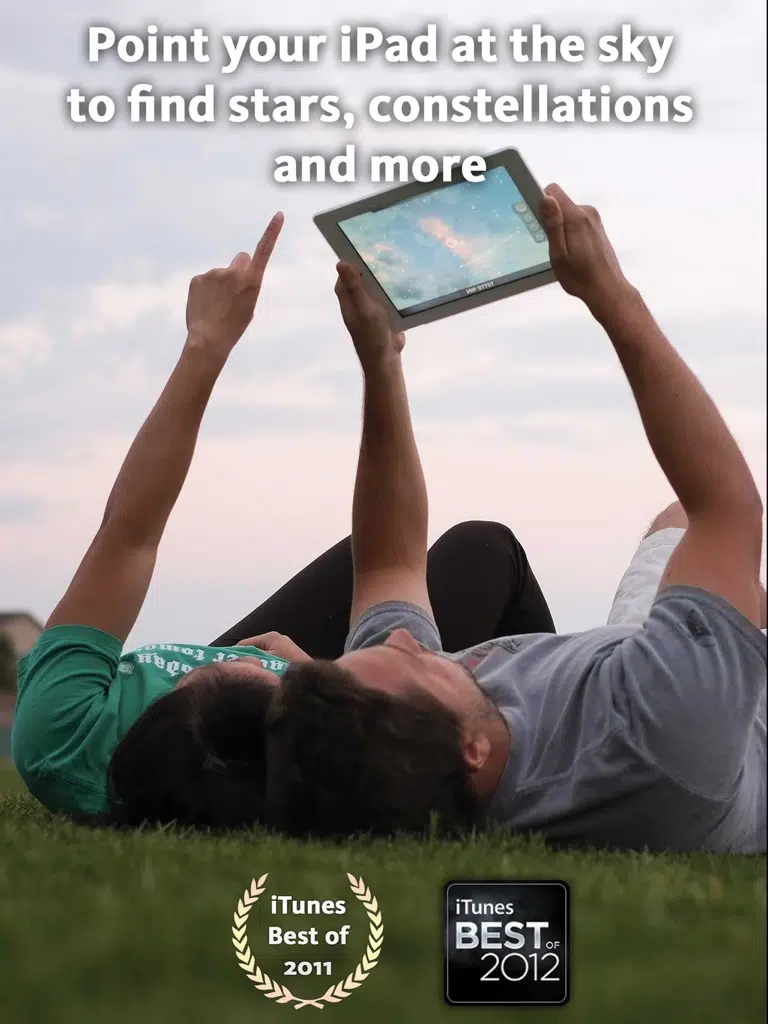 Point your iPad at the sky
to find stars, constellations
and more
iTunes
Best of
2011
iTunes
BEST OF
2012